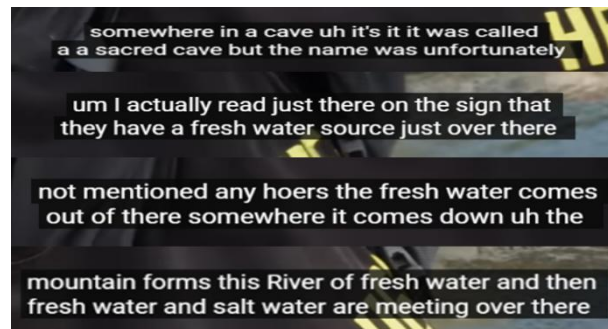 somewhere in a cave uh it's it it was called
a a sacred cave but the name was unfortunately
um I actually read just there on the sign that
they have a fresh water source just over there
not mentioned any hoers the fresh water comes
out of there somewhere it comes down uh the
mountain forms this River of fresh water and then
fresh water and salt water are meeting over there